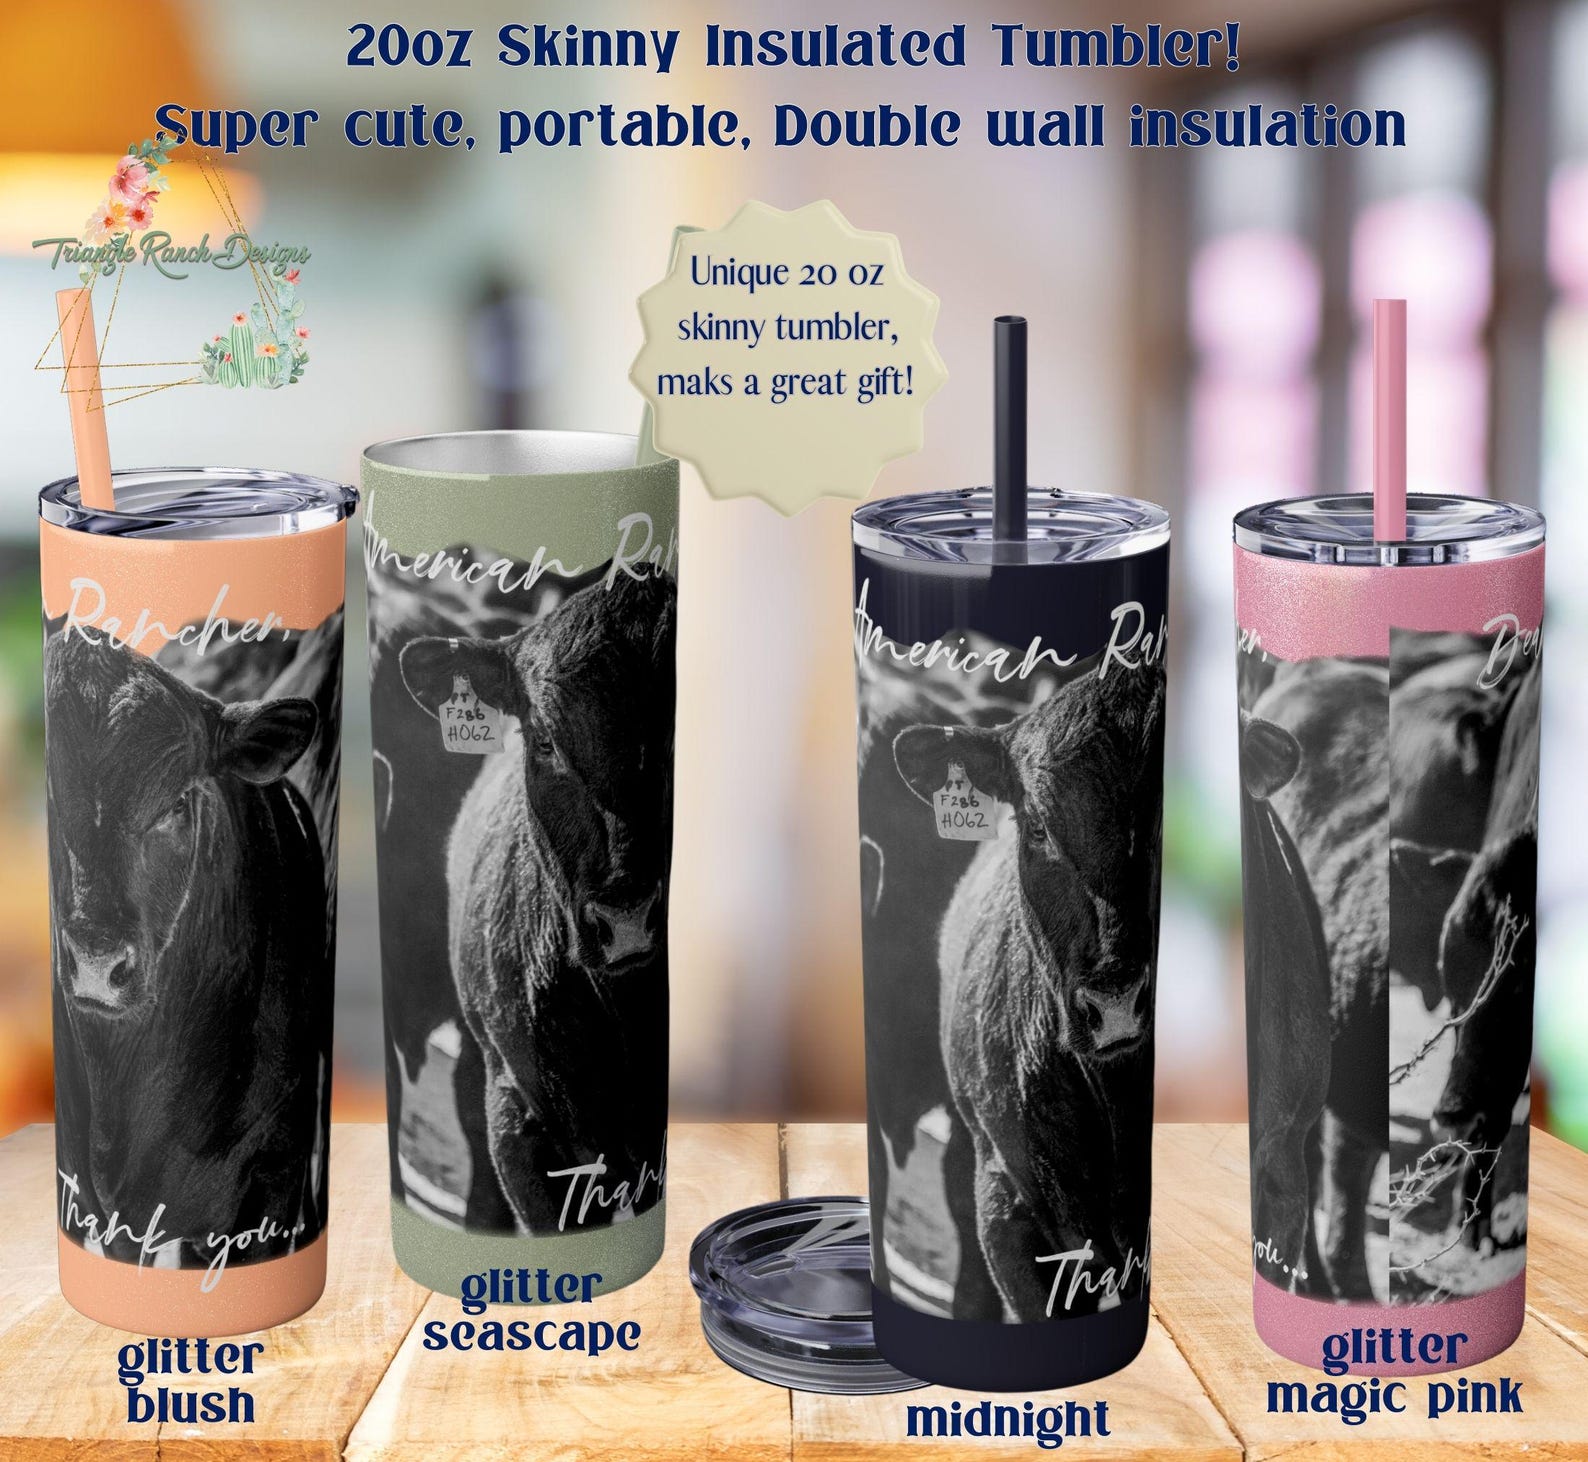 20oz Skinny Insulated Tumbler!
Super cute, portable, Double wall insulation
Triangle Ranch Designs
Unique 20 oz
skinny tumbler,
maks a great gift!
Rancher,
Thank you...
glitter
blush
American Ran
F286
H062
Thank
glitter
seascape
American Ran
F286
H062
Thank
midnight
er,
Dea
you...
glitter
magic pink